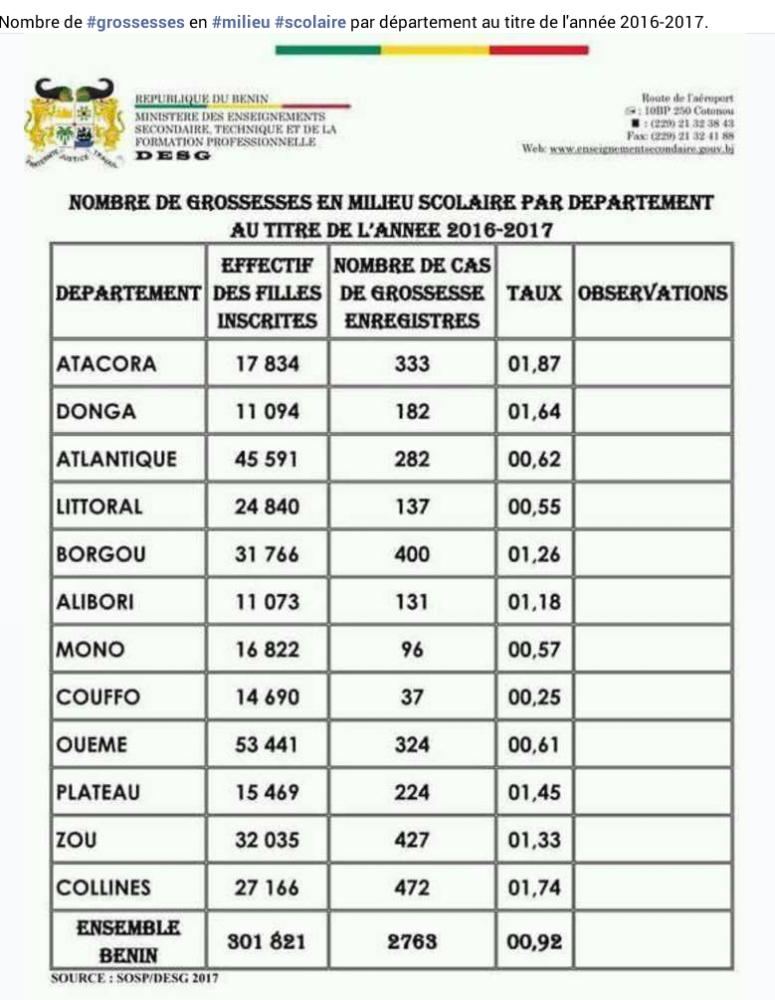 Nombre de #grossesses en #milieu #scolaire par département au titre de l'année 2016-2017.
REPUBLIQUE DU BENIN
MINISTERE DES ENSEIGNEMENTS
SECONDAIRE, TECHNIQUE ET DE LA
FORMATION PROFESSIONNELLE
DESG
FRATERNITE JUSTICE TRAVAIL
Route de l'aéroport
: 10BP 250 Cotonou
: (229) 21 32 38 43
Fax: (229) 21 32 41 88
Web: www.enseignementsecondaire.gouv.bj
NOMBRE DE GROSSESSES EN MILIEU SCOLAIRE PAR DEPARTEMENT
AU TITRE DE L'ANNEE 2016-2017
DEPARTEMENT EFFECTIF DES FILLES INSCRITES NOMBRE DE CAS DE GROSSESSE ENREGISTRES TAUX OBSERVATIONS
ATACORA 17 834 333 01,87
DONGA 11 094 182 01,64
ATLANTIQUE 45 591 282 00,62
LITTORAL 24 840 137 00,55
BORGOU 31 766 400 01,26
ALIBORI 11 073 131 01,18
MONO 16 822 96 00,57
COUFFO 14 690 37 00,25
OUEME 53 441 324 00,61
PLATEAU 15 469 224 01,45
ZOU 32 035 427 01,33
COLLINES 27 166 472 01,74
ENSEMBLE BENIN 301 821 2763 00,92
SOURCE : SOSP/DESG 2017